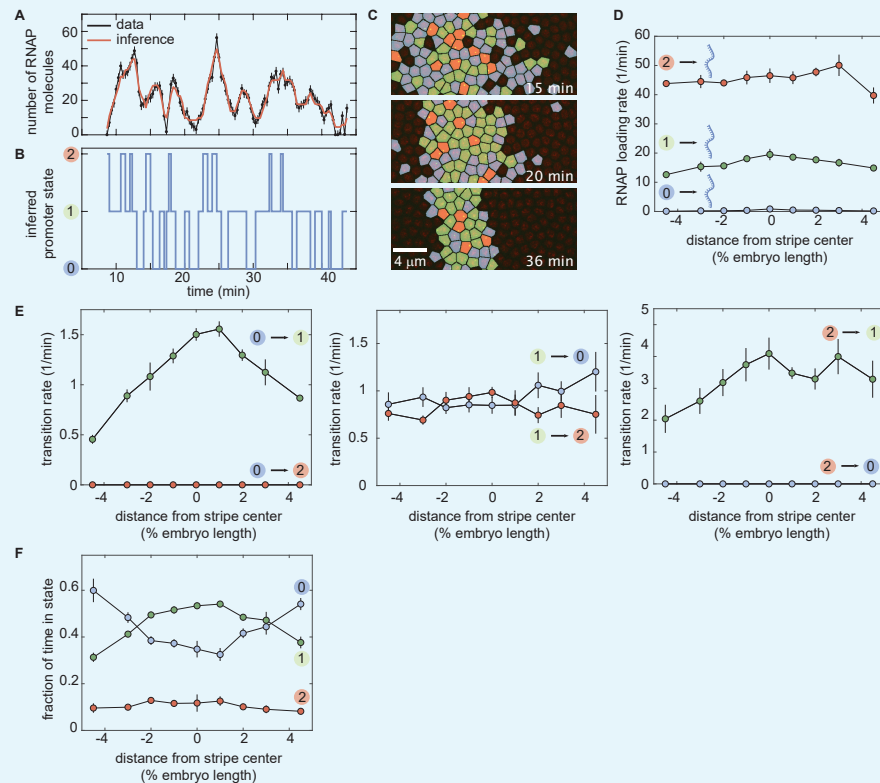 A
60
40
20
0
number of RNAP
molecules
data
inference
B
2
1
0
inferred
promoter state
10
20
30
40
time (min)
C
15 min
20 min
36 min
4 μm
D
60
50
40
30
20
10
0
RNAP loading rate (1/min)
2
1
0
-4
-2
0
2
4
distance from stripe center
(% embryo length)
E
1.5
1
0.5
0
transition rate (1/min)
0 → 1
0 → 2
-4
-2
0
2
4
distance from stripe center
(% embryo length)
1.5
1
0.5
0
transition rate (1/min)
1 → 0
1 → 2
-4
-2
0
2
4
distance from stripe center
(% embryo length)
5
4
3
2
1
0
transition rate (1/min)
2 → 1
2 → 0
-4
-2
0
2
4
distance from stripe center
(% embryo length)
F
0.6
0.4
0.2
0
fraction of time in state
0
1
2
-4
-2
0
2
4
distance from stripe center
(% embryo length)